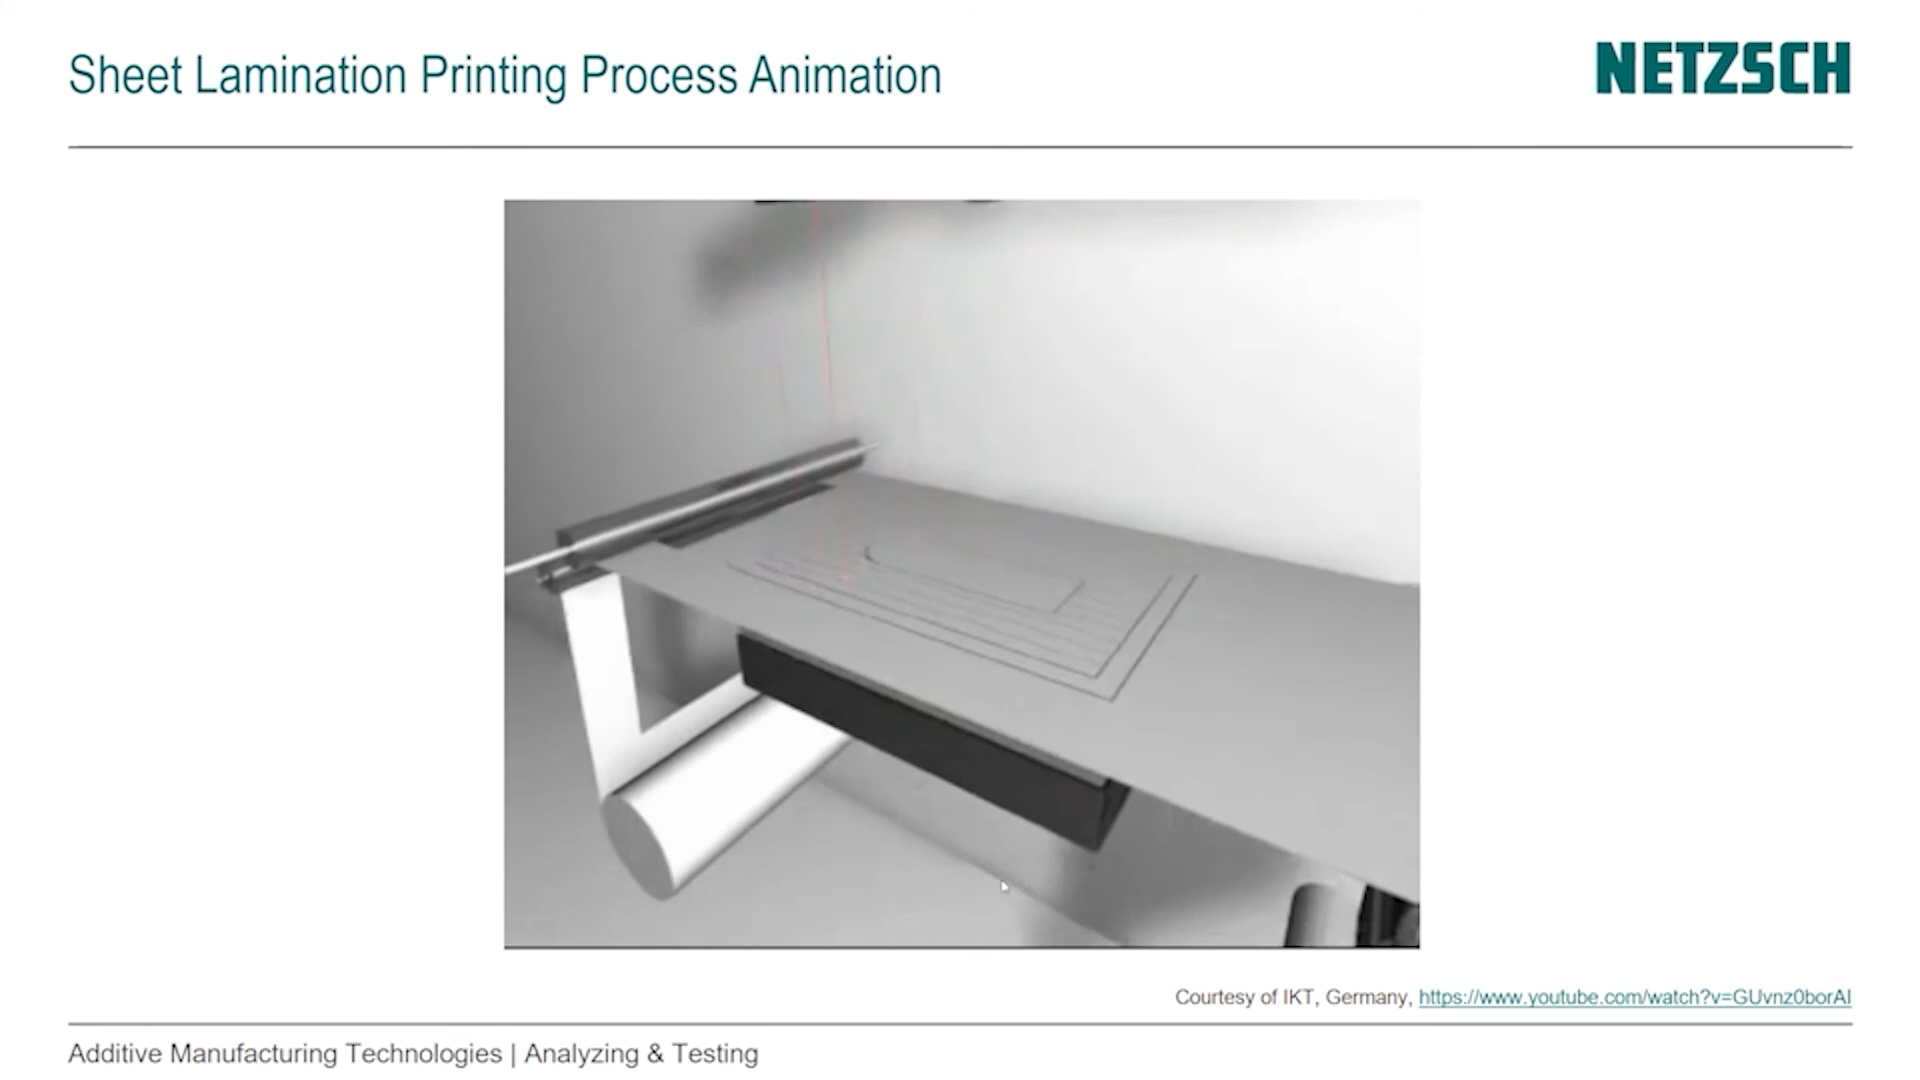 Sheet Lamination Printing Process Animation
NETZSCH
Courtesy of IKT, Germany, https://www.youtube.com/watch?v=GUvnz0borAI
Additive Manufacturing Technologies | Analyzing & Testing